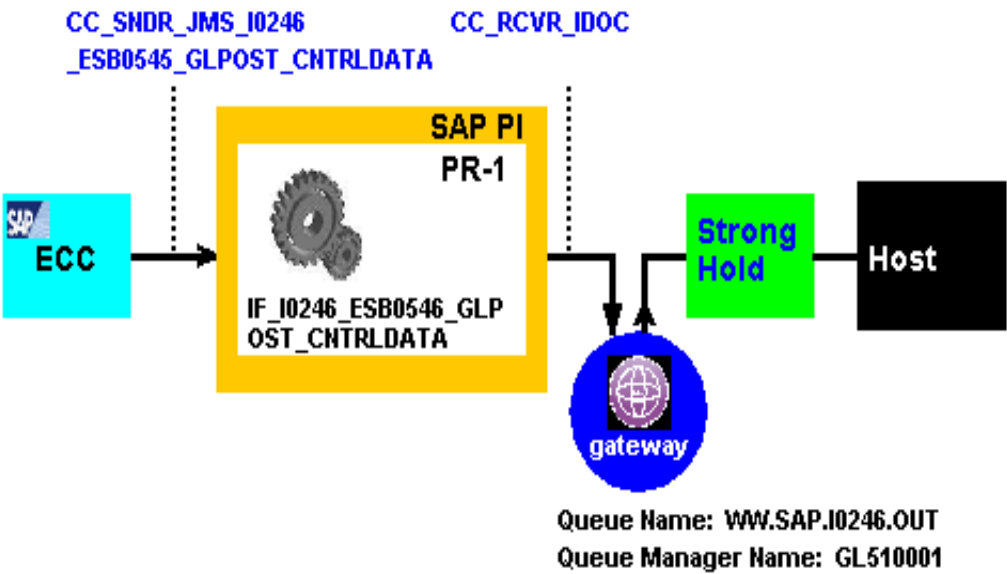 CC_SNDR_JMS_I0246
_ESB0545_GLPOST_CNTRLDATA
CC_RCVR_IDOC
SAP PI
PR-1
SAP
ECC
IF_I0246_ESB0546_GLP
OST_CNTRLDATA
Strong
Hold
Host
gateway
Queue Name: WW.SAP.I0246.OUT
Queue Manager Name: GL510001